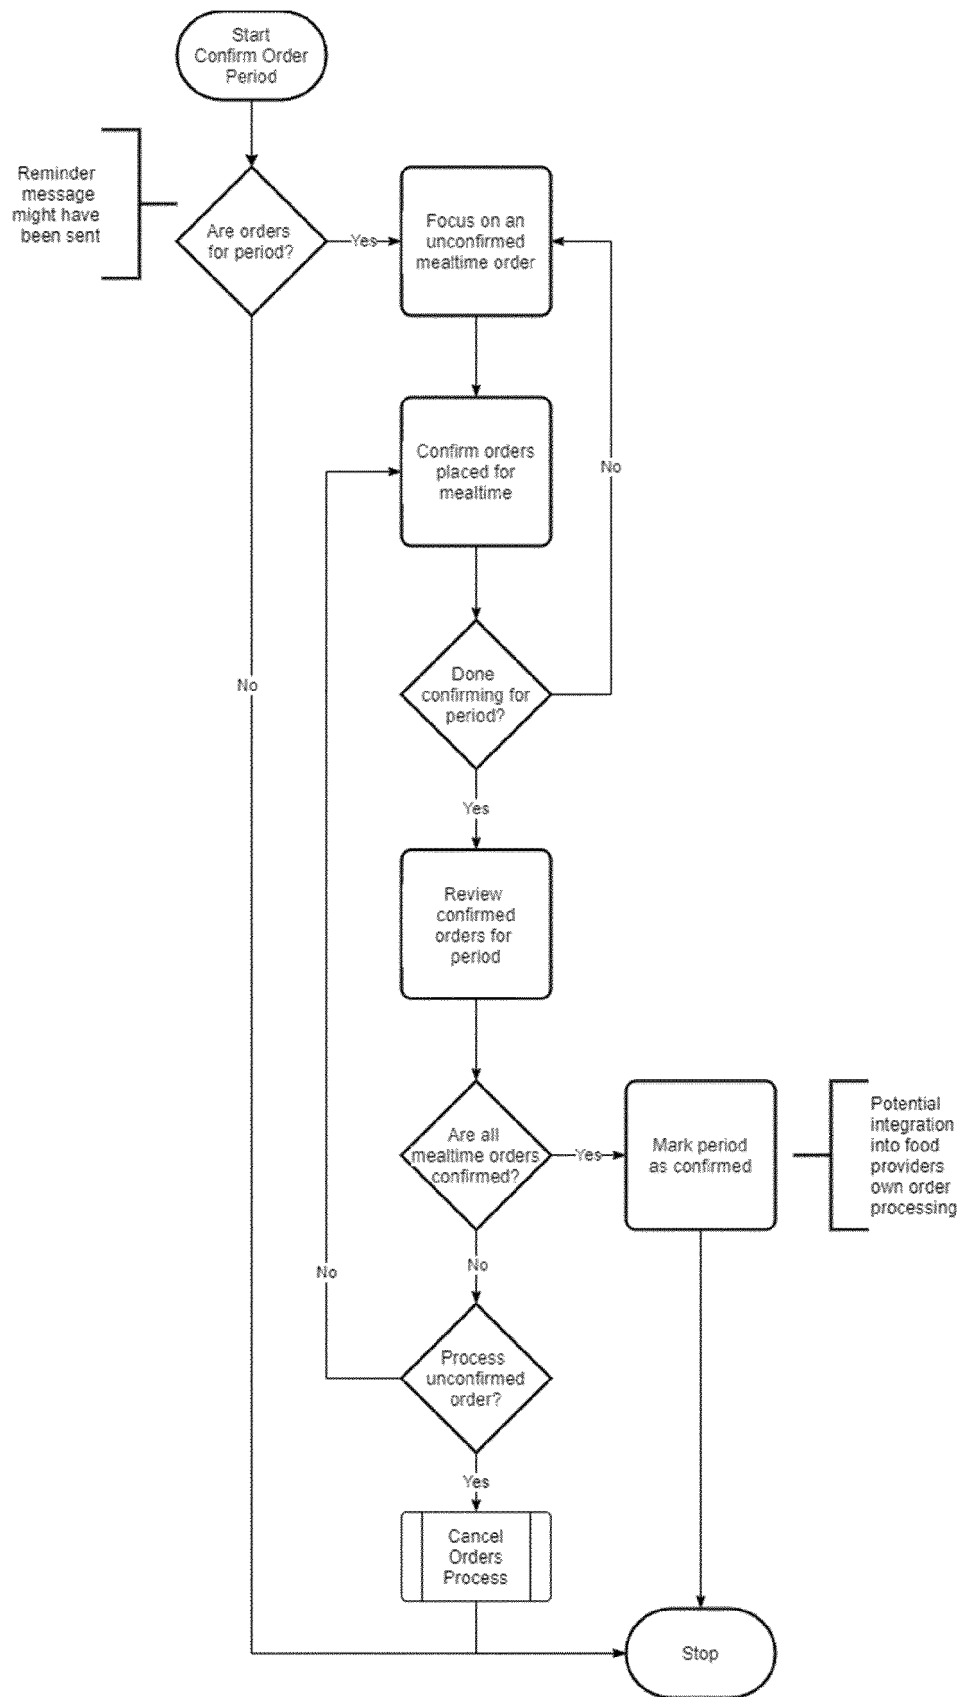 Start
Confirm Order
Period
Reminder
message
might have
been sent
Are orders
for period?
Yes
Focus on an
unconfirmed
mealtime order
Confirm orders
placed for
mealtime
No
Done
confirming for
period?
No
Yes
Review
confirmed
orders for
period
Are all
mealtime orders
confirmed?
Yes
Mark period
as confirmed
Potential
integration
into food
providers
own order
processing
No
No
Process
unconfirmed
order?
Yes
Cancel
Orders
Process
Stop